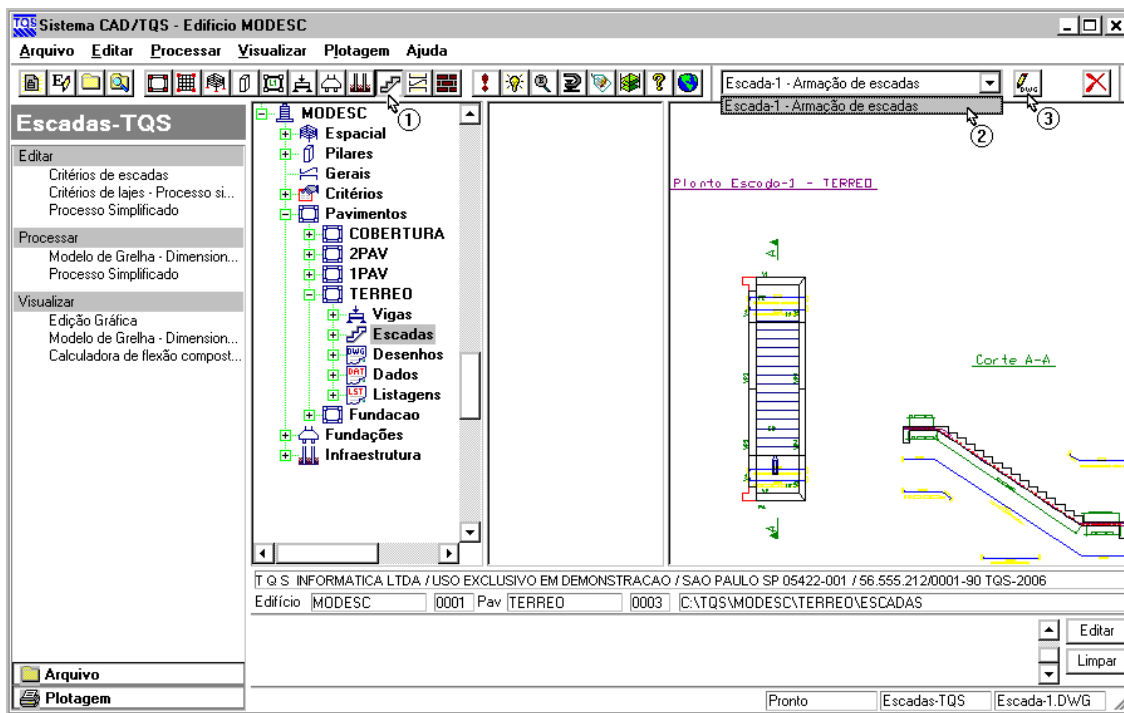 Sistema CAD/TQS - Edificio MODESC
Arquivo Editar Processar Visualizar Plotagem Ajuda
Escada-1 - Armação de escadas
Escada-1 - Armação de escadas
1
2
3
Escadas-TQS
Editar
Critérios de escadas
Critérios de lajes - Processo si...
Processo Simplificado
Processar
Modelo de Grelha - Dimension...
Processo Simplificado
Visualizar
Edição Gráfica
Modelo de Grelha - Dimension...
Calculadora de flexão compost...
Arquivo
Plotagem
MODESC
Espacial
Pilares
Gerais
Critérios
Pavimentos
COBERTURA
2PAV
1PAV
TERREO
Vigas
Escadas
DWG Desenhos
DAT Dados
LST Listagens
Fundacao
Fundações
Infraestrutura
Planta Escada-1 - TERREO
A
A
Corte A-A
T Q S INFORMATICA LTDA / USO EXCLUSIVO EM DEMONSTRACAO / SAO PAULO SP 05422-001 / 56.555.212/0001-90 TQS-2006
Edifício MODESC 0001 Pav TERREO 0003 C:\TQS\MODESC\TERREO\ESCADAS
Editar
Limpar
Pronto Escadas-TQS Escada-1.DWG